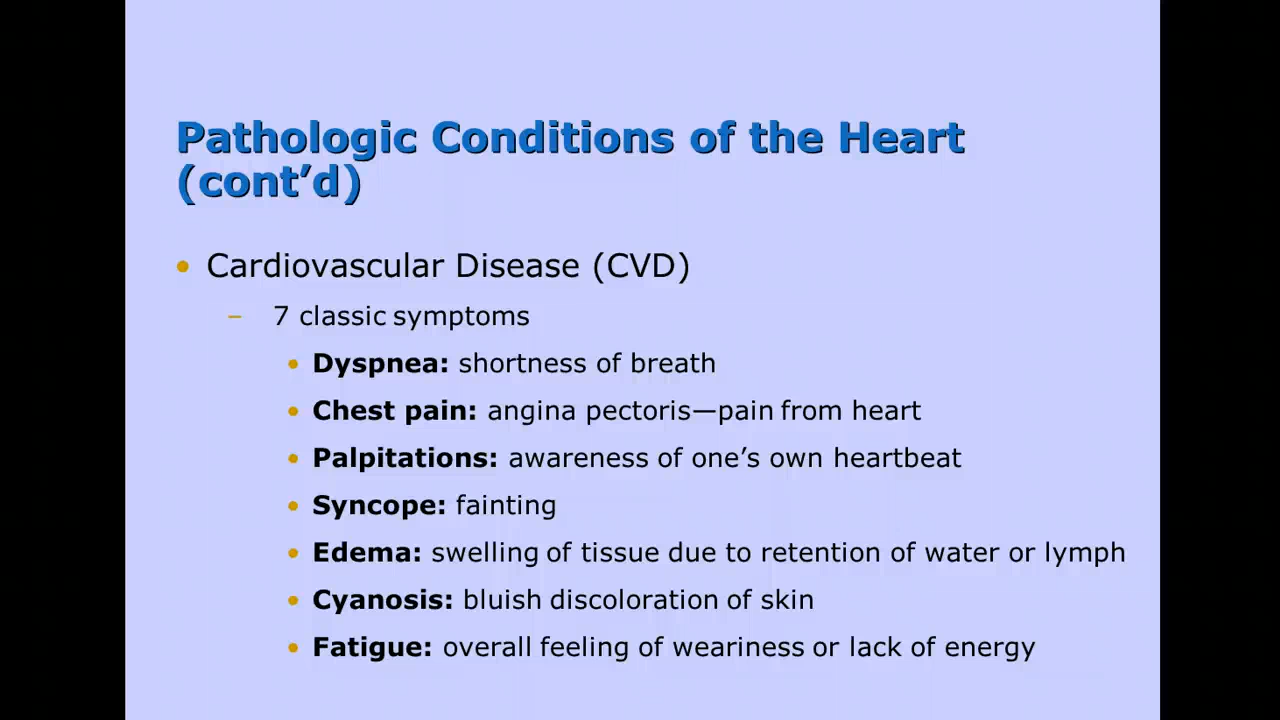 Pathologic Conditions of the Heart
(cont’d)
• Cardiovascular Disease (CVD)
– 7 classic symptoms
• Dyspnea: shortness of breath
• Chest pain: angina pectoris—pain from heart
• Palpitations: awareness of one’s own heartbeat
• Syncope: fainting
• Edema: swelling of tissue due to retention of water or lymph
• Cyanosis: bluish discoloration of skin
• Fatigue: overall feeling of weariness or lack of energy